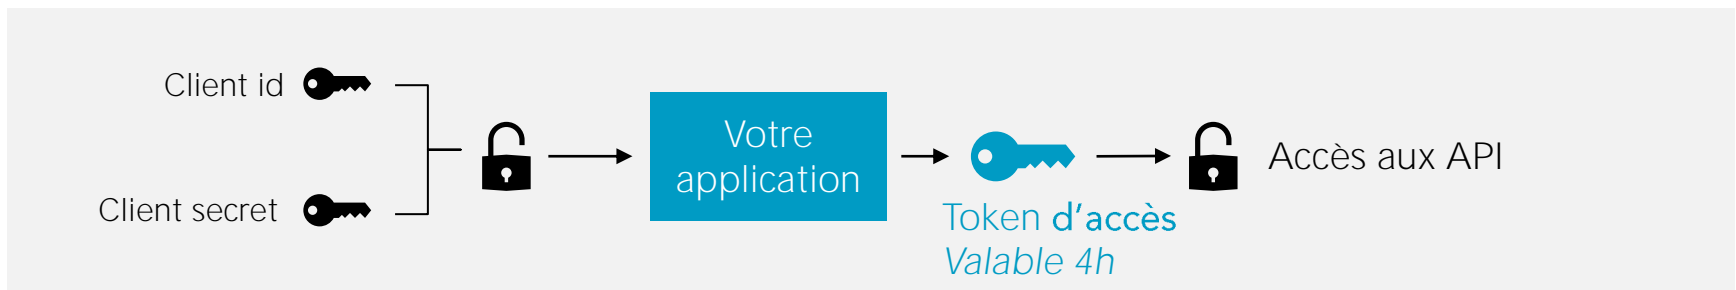 Client id
Client secret
Votre
application
Token d'accès
Valable 4h
Accès aux API